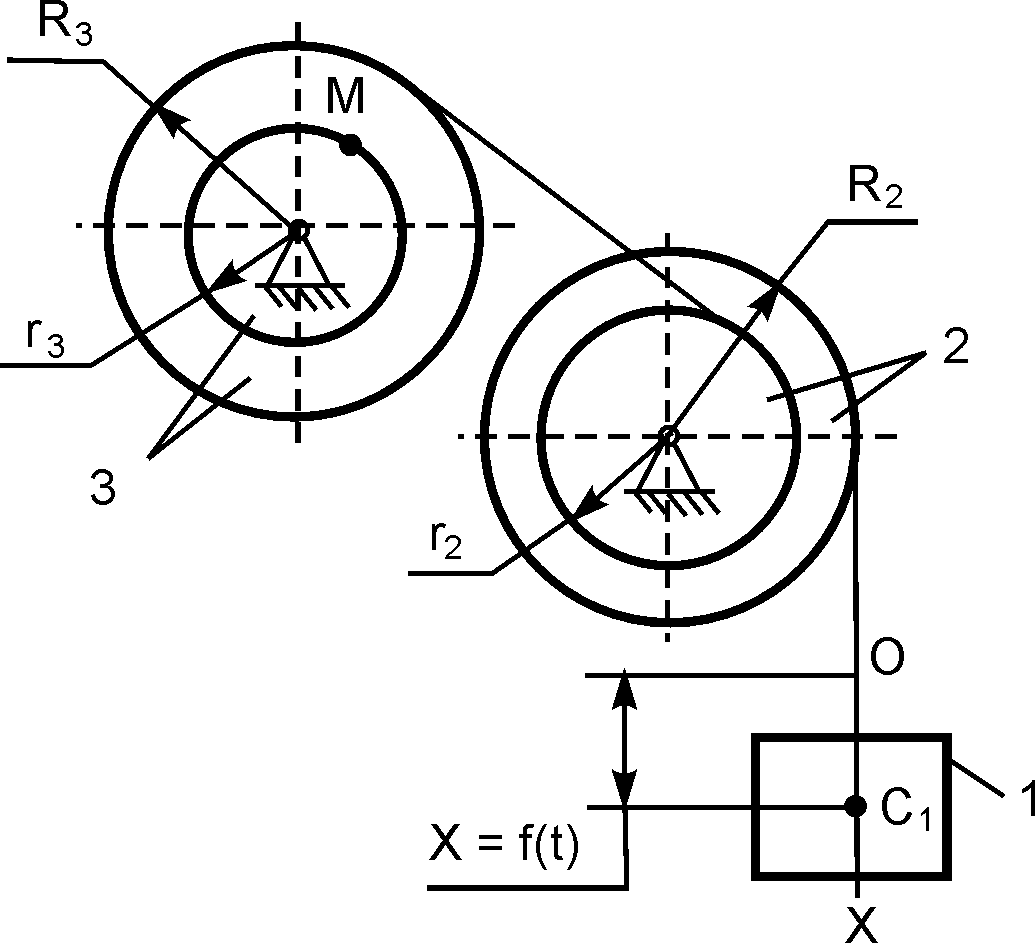 R3
M
R2
r3
2
3
r2
O
C1
1
X = f(t)
X